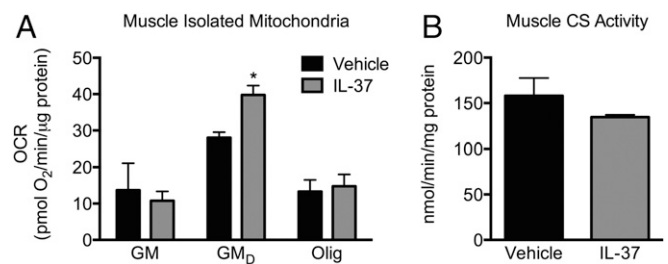 A
Muscle Isolated Mitochondria
OCR
(pmol O₂/min/µg protein)
50
40
30
20
10
0
Vehicle
IL-37
*
GM
GM_D
Olig
B
Muscle CS Activity
nmol/min/mg protein
200
150
100
50
0
Vehicle
IL-37